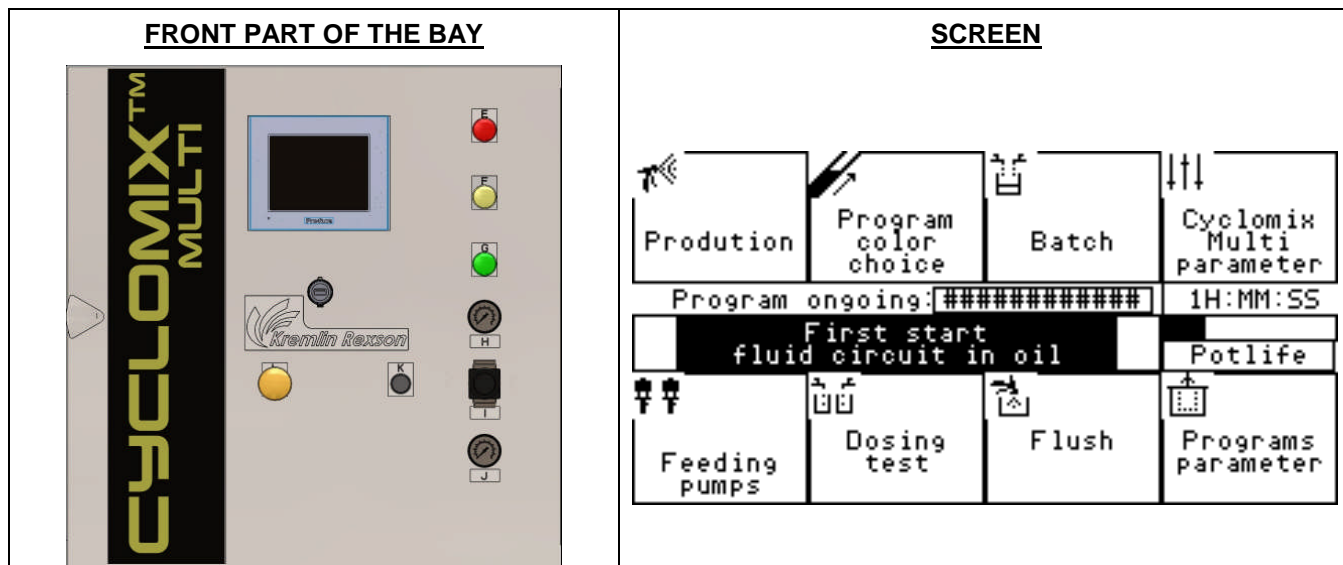 FRONT PART OF THE BAY
CYCLOMIX™
MULTI
E
F
G
Kremlin Rexson
H
K
I
J
SCREEN
Prodution
Program
color
choice
Batch
Cyclomix
Multi
parameter
Program ongoing: ############
1H:MM:SS
First start
fluid circuit in oil
Potlife
Feeding
pumps
Dosing
test
Flush
Programs
parameter